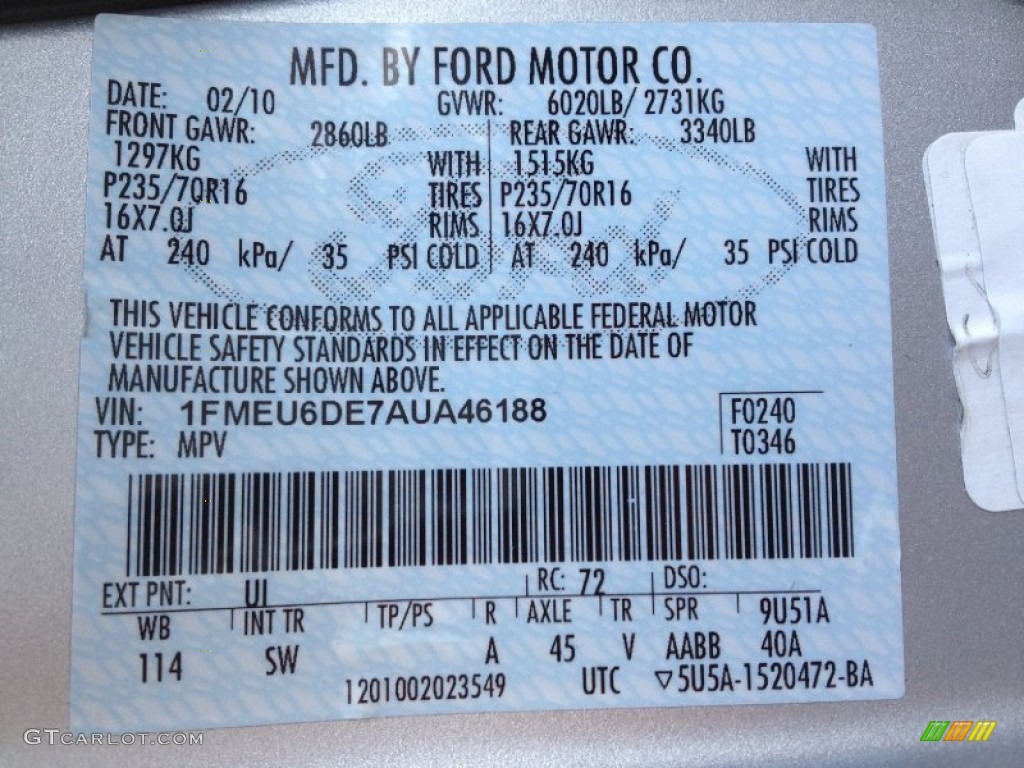 MFD. BY FORD MOTOR CO.
DATE: 02/10 GVWR: 6020LB/ 2731KG
FRONT GAWR: 2860LB REAR GAWR: 3340LB
1297KG WITH 1515KG WITH
P235/70R16 TIRES P235/70R16 TIRES
16X7.0J RIMS 16X7.0J RIMS
AT 240 kPa/ 35 PSI COLD AT 240 kPa/ 35 PSI COLD
THIS VEHICLE CONFORMS TO ALL APPLICABLE FEDERAL MOTOR
VEHICLE SAFETY STANDARDS IN EFFECT ON THE DATE OF
MANUFACTURE SHOWN ABOVE.
VIN: 1FMEU6DE7AUA46188 F0240
TYPE: MPV T0346
EXT PNT: UI RC: 72 DSO:
WB INT TR TP/PS R AXLE TR SPR 9U51A
114 SW A 45 V AABB 40A
1201002023549 UTC ▽5U5A-1520472-BA
GTCARLOT.COM